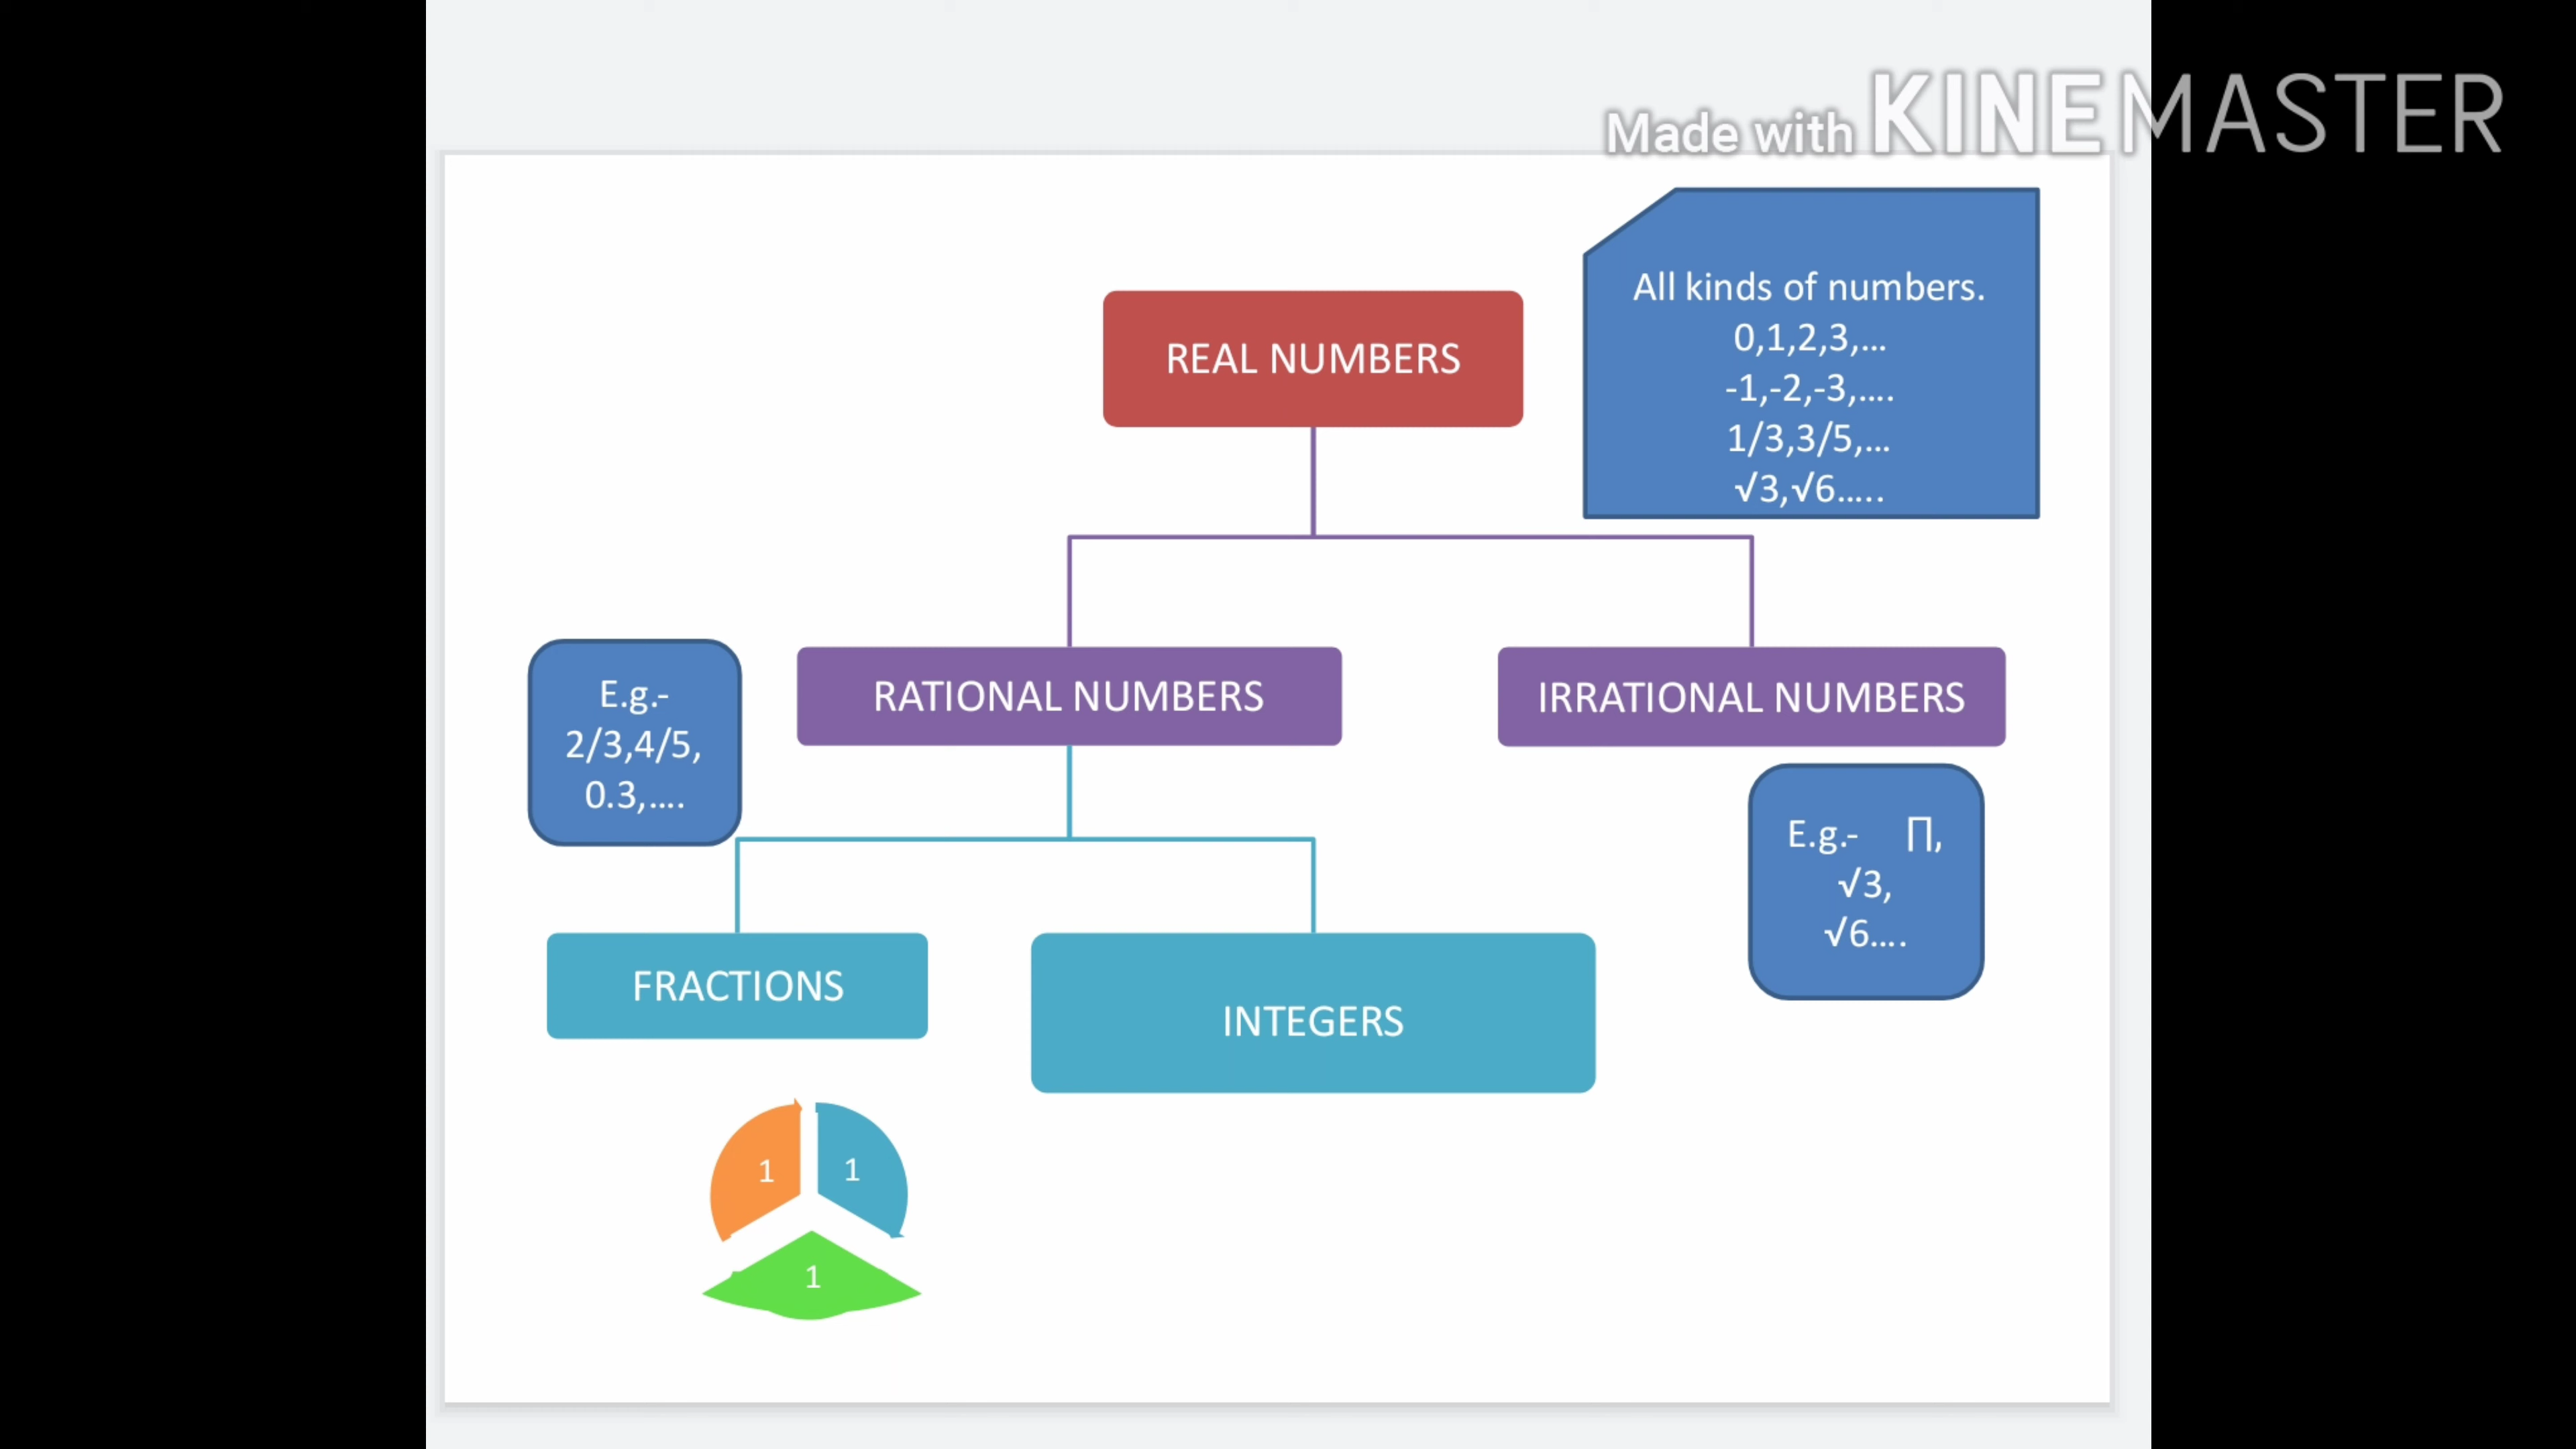 Made with KINEMASTER
All kinds of numbers.
0,1,2,3,...
-1,-2,-3,....
1/3,3/5,...
√3,√6.....
REAL NUMBERS
E.g.-
2/3,4/5,
0.3,....
RATIONAL NUMBERS
IRRATIONAL NUMBERS
E.g.- ∏,
√3,
√6....
FRACTIONS
INTEGERS
1
1
1